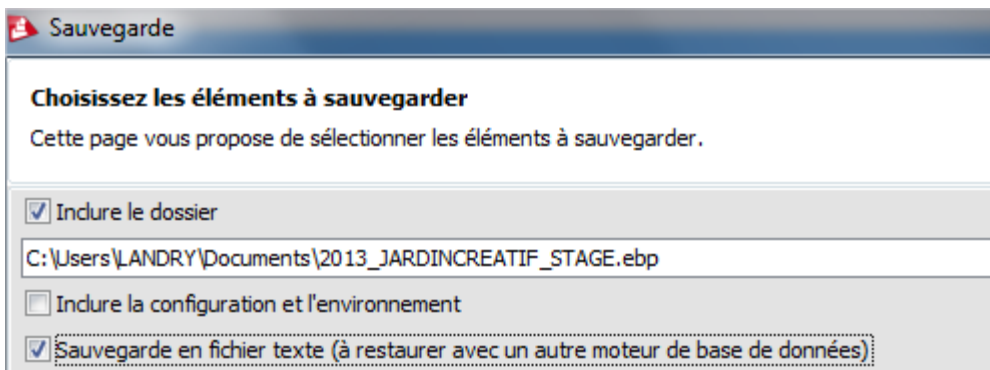 Sauvegarde
Choisissez les éléments à sauvegarder
Cette page vous propose de sélectionner les éléments à sauvegarder.
Inclure le dossier
C:\Users\LANDRY\Documents\2013_JARDINCREATIF_STAGE.ebp
Inclure la configuration et l'environnement
Sauvegarde en fichier texte (à restaurer avec un autre moteur de base de données)